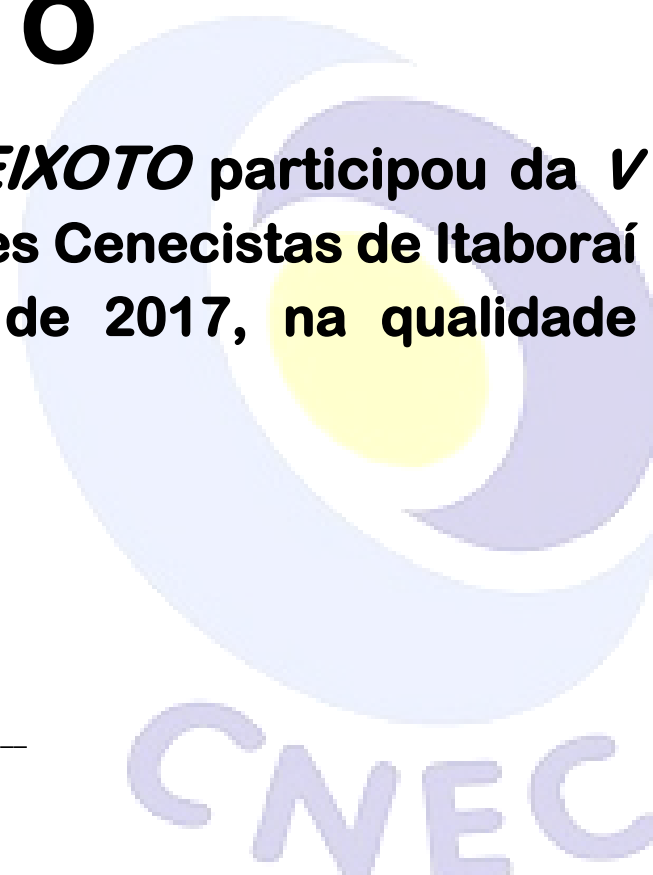 O
EIXOTO participou da V
es Cenecistas de Itaboraí
de 2017, na qualidade
CNEC